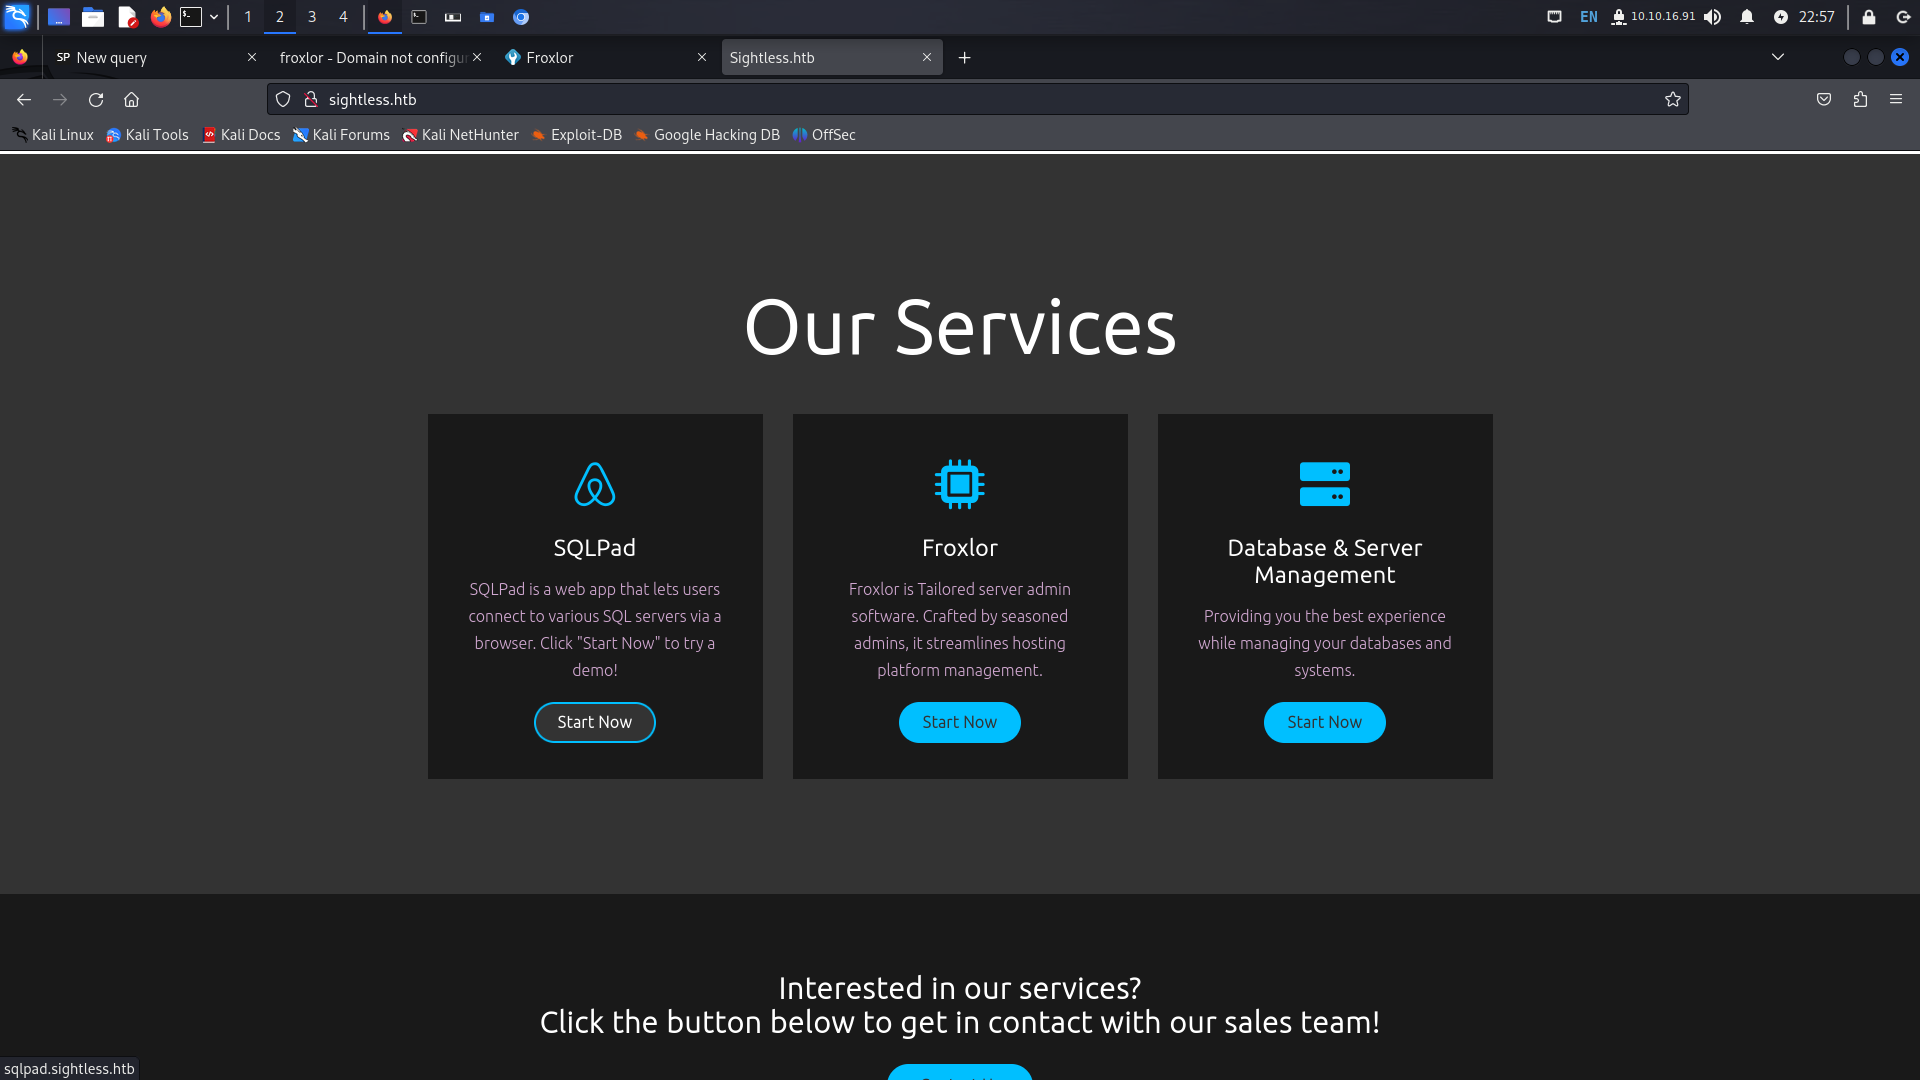 1 2 3 4 EN 10.10.16.91 22:57
SP New query froxlor - Domain not configu Froxlor Sightless.htb
sightless.htb
Kali Linux Kali Tools Kali Docs Kali Forums Kali NetHunter Exploit-DB Google Hacking DB OffSec
Our Services
SQLPad
SQLPad is a web app that lets users
connect to various SQL servers via a
browser. Click "Start Now" to try a
demo!
Start Now
Froxlor
Froxlor is Tailored server admin
software. Crafted by seasoned
admins, it streamlines hosting
platform management.
Start Now
Database & Server
Management
Providing you the best experience
while managing your databases and
systems.
Start Now
Interested in our services?
Click the button below to get in contact with our sales team!
sqlpad.sightless.htb